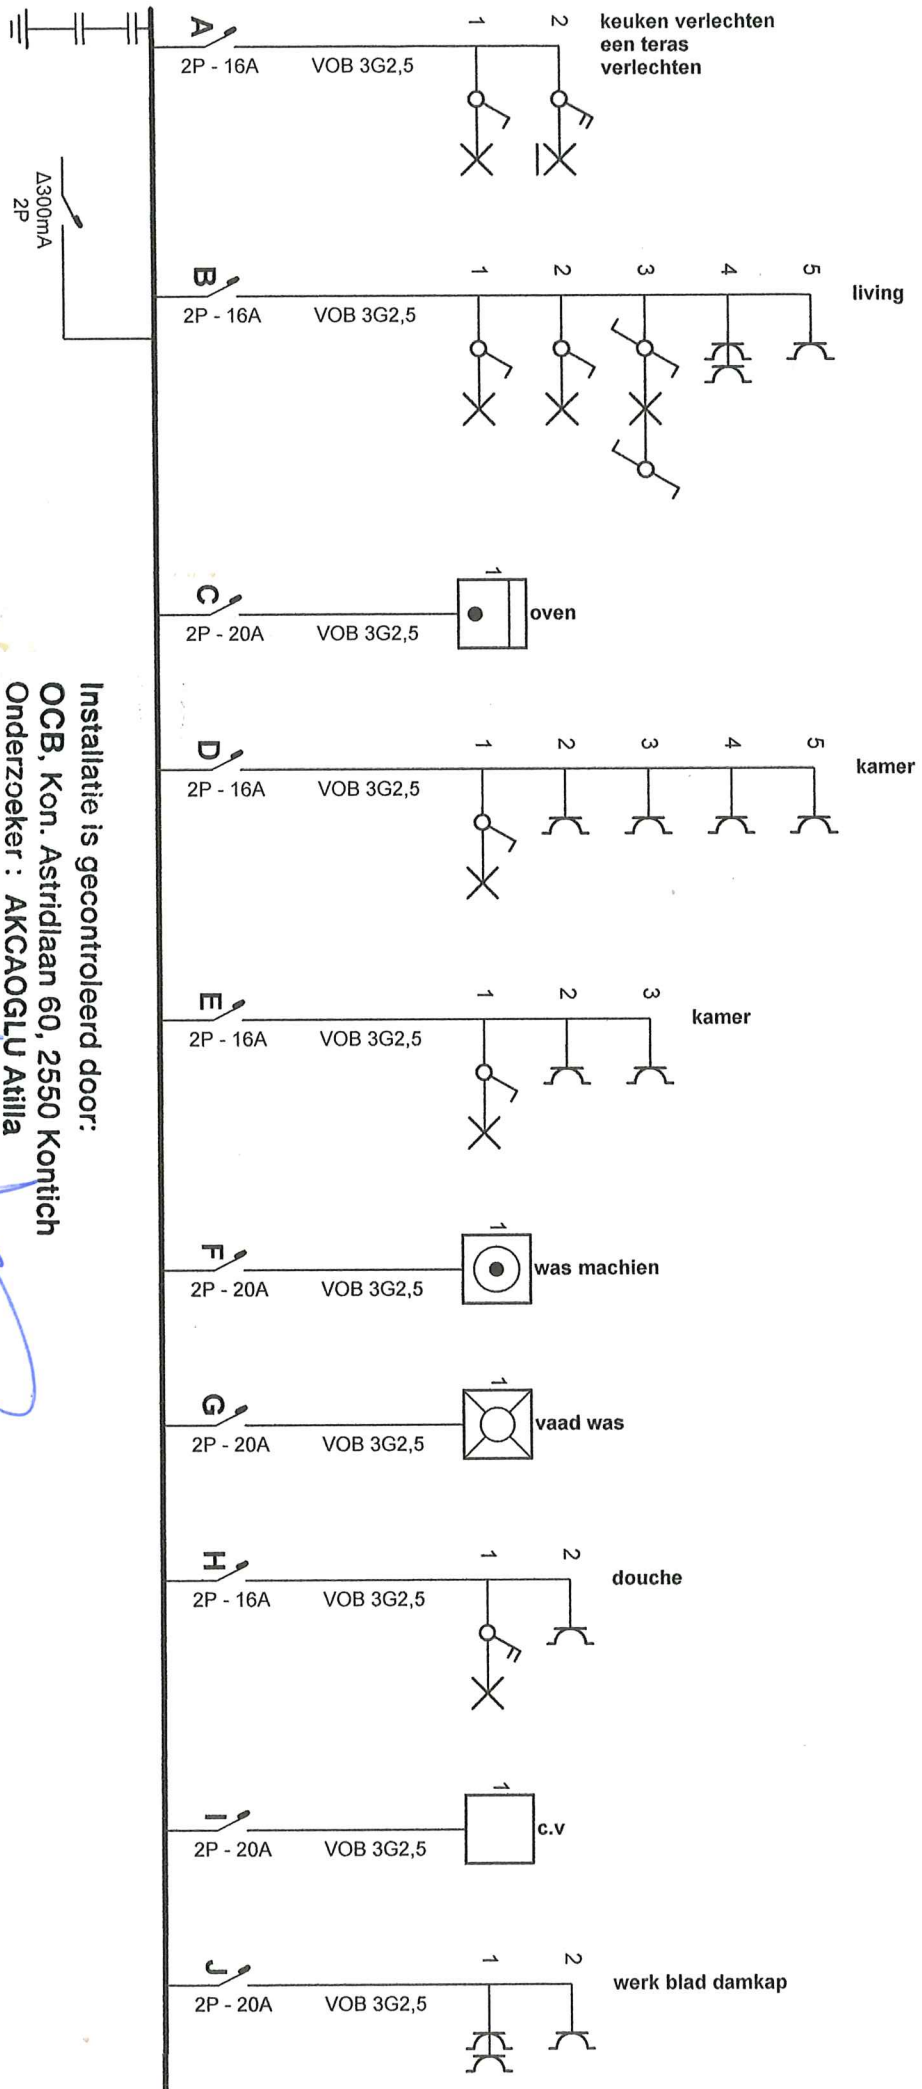 A
2P - 16A
VOB 3G2,5
1
2
keuken verlechten
een teras
verlechten
Δ300mA
2P
B
2P - 16A
VOB 3G2,5
1
2
3
4
5
living
C
2P - 20A
VOB 3G2,5
1
oven
D
2P - 16A
VOB 3G2,5
1
2
3
4
5
kamer
E
2P - 16A
VOB 3G2,5
1
2
3
kamer
F
2P - 20A
VOB 3G2,5
1
was machien
G
2P - 20A
VOB 3G2,5
1
vaad was
H
2P - 16A
VOB 3G2,5
1
2
douche
I
2P - 20A
VOB 3G2,5
1
c.v
J
2P - 20A
VOB 3G2,5
1
2
werk blad damkap
Installatie is gecontroleerd door:
OCB, Kon. Astridlaan 60, 2550 Kontich
Onderzoeker : AKCAOGLU Atilla